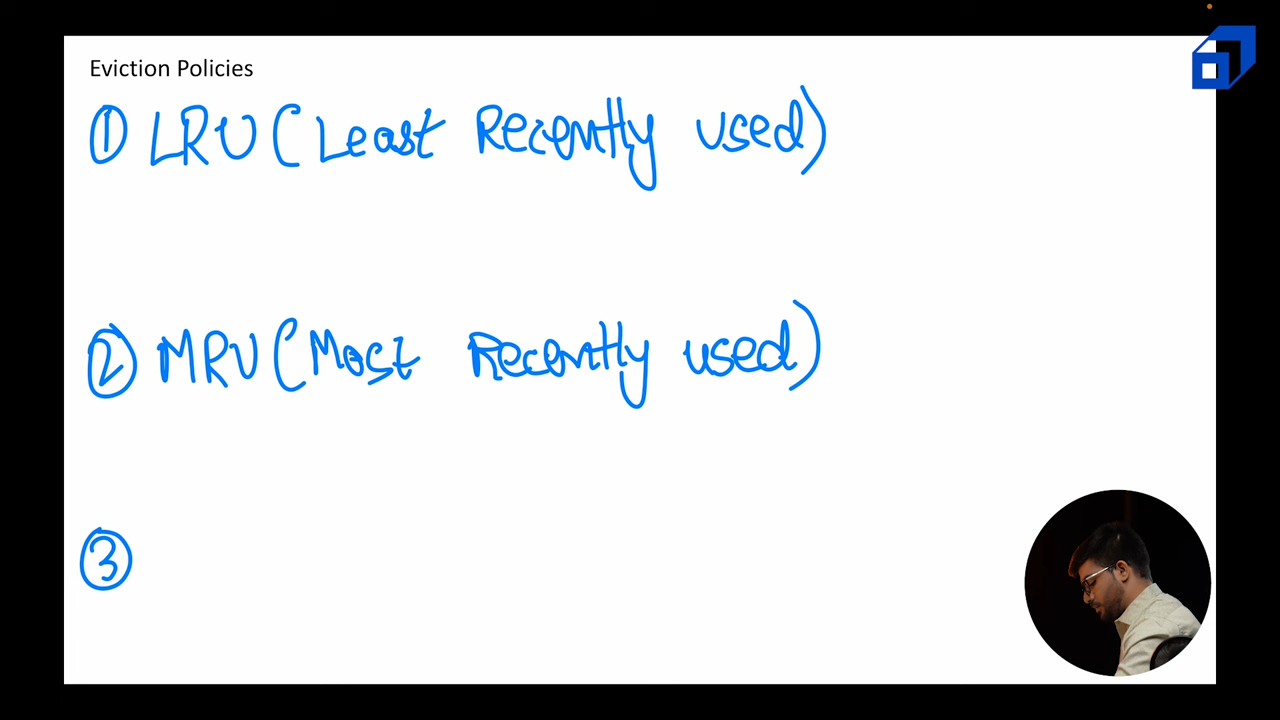 Eviction Policies
① LRU (Least Recently used)
② MRU (Most Recently used)
③